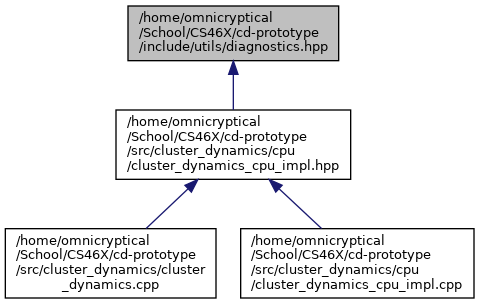 /home/omnicryptical
/School/CS46X/cd-prototype
/include/utils/diagnostics.hpp
/home/omnicryptical
/School/CS46X/cd-prototype
/src/cluster_dynamics/cpu
/cluster_dynamics_cpu_impl.hpp
/home/omnicryptical
/School/CS46X/cd-prototype
/src/cluster_dynamics/cluster
_dynamics.cpp
/home/omnicryptical
/School/CS46X/cd-prototype
/src/cluster_dynamics/cpu
/cluster_dynamics_cpu_impl.cpp